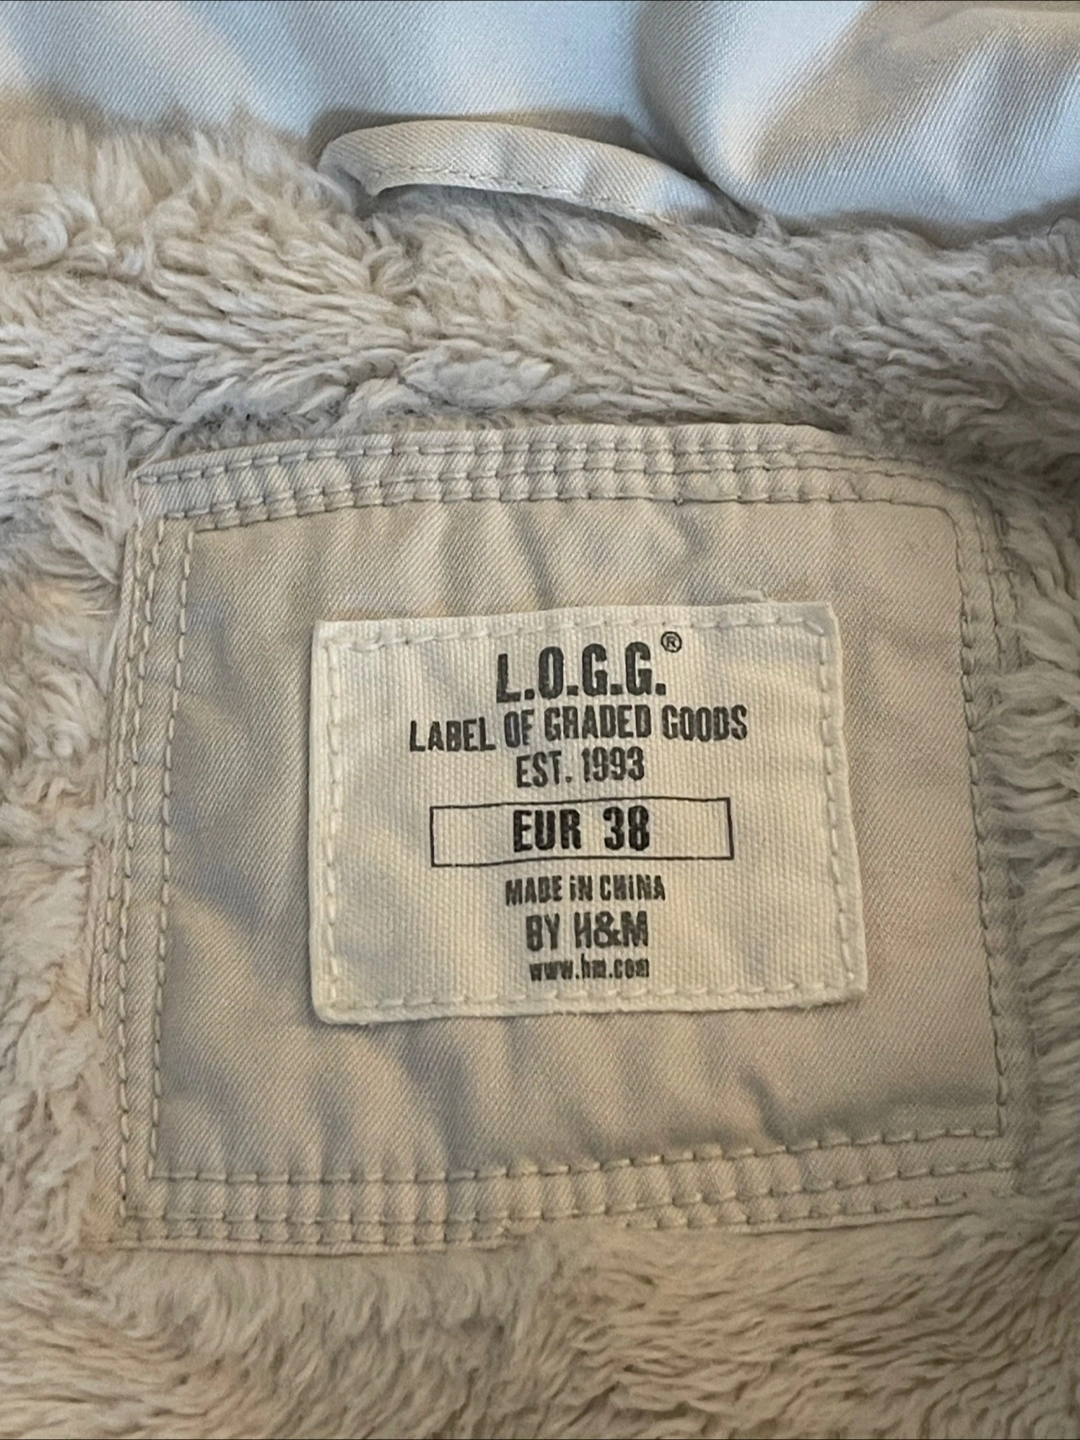 L.O.G.G.®
LABEL OF GRADED GOODS
EST. 1993
EUR 38
MADE IN CHINA
BY H&M
www.hm.com